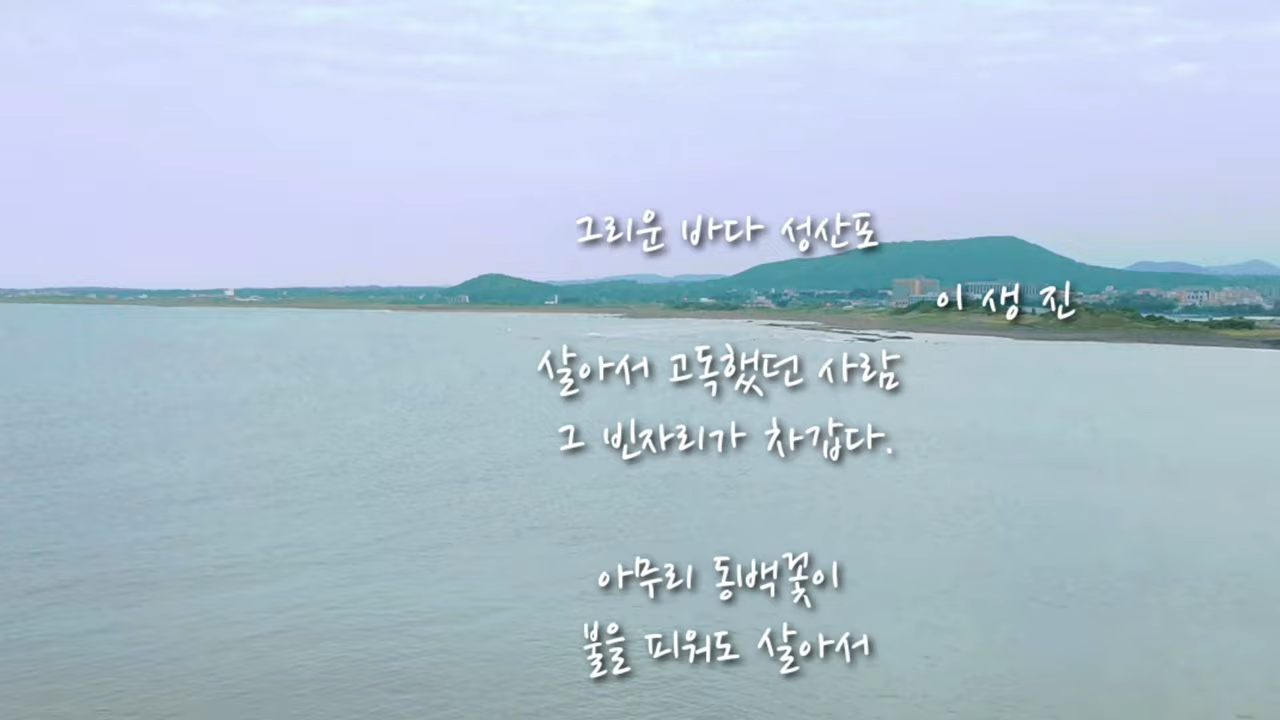 그리운 바다 성산포
이 생 진
살아서 고독했던 사람
그 빈자리가 차갑다.
아무리 동백꽃이
불을 피워도 살아서